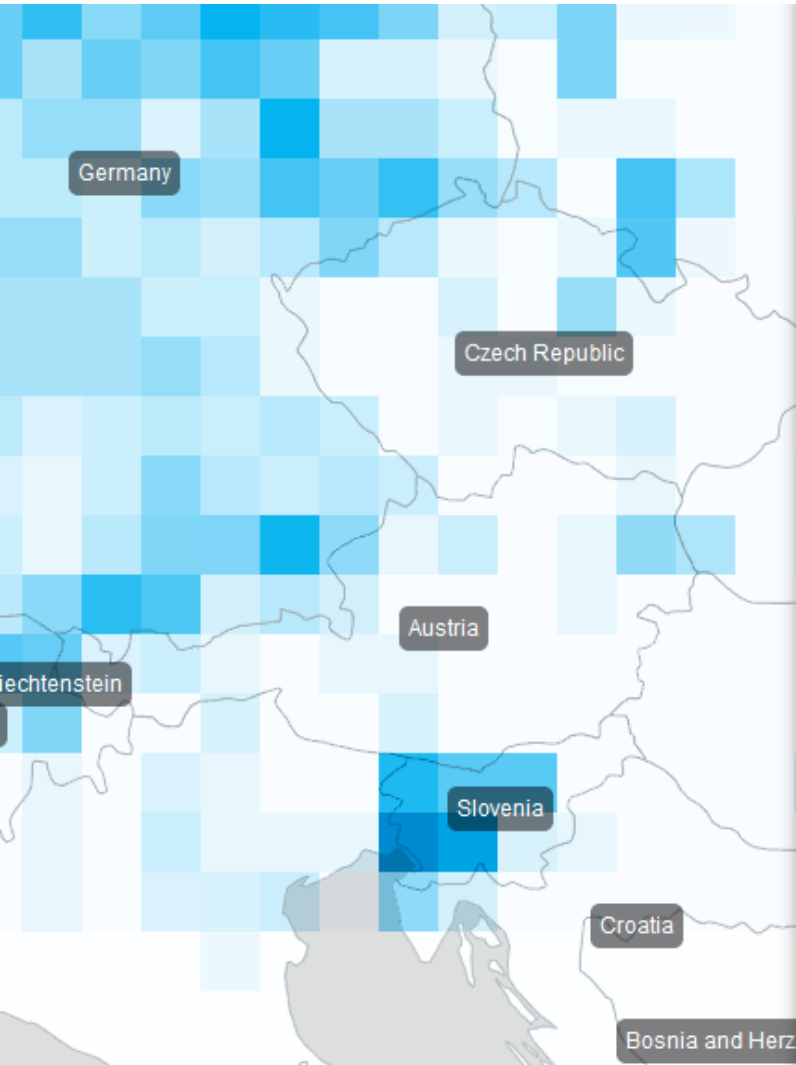 Germany
Czech Republic
Austria
iechtenstein
Slovenia
Croatia
Bosnia and Herz